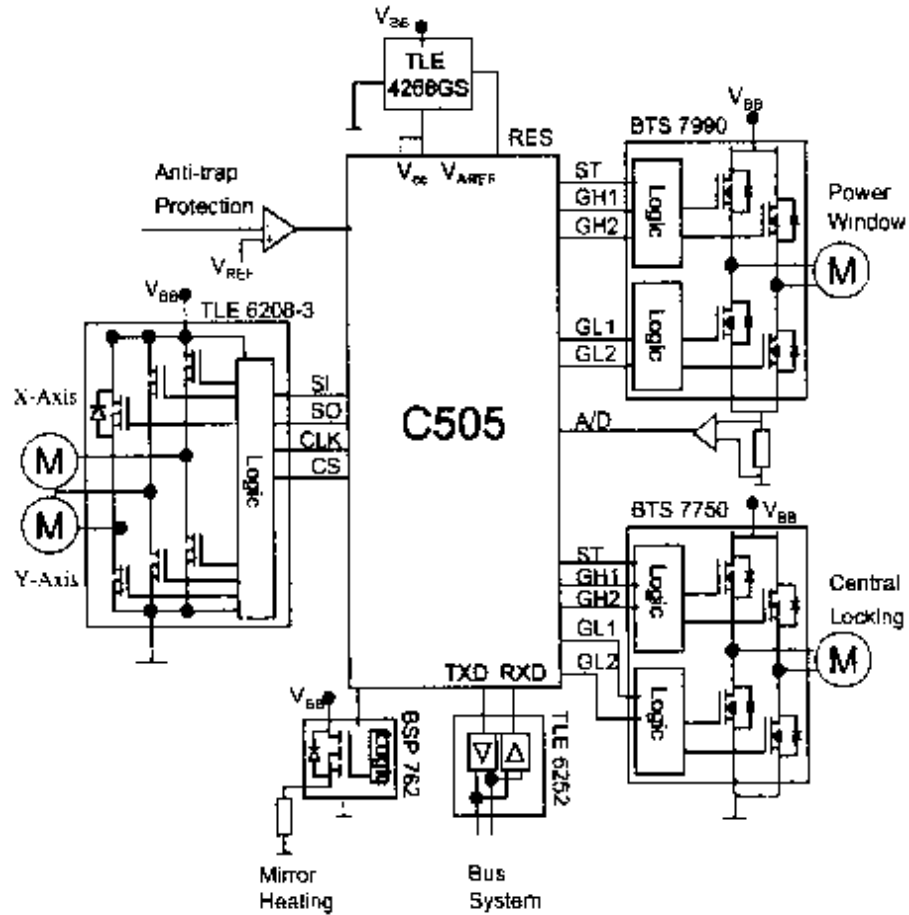 VBB
TLE
4268GS
RES
Vcc VAREF
Anti-trap
Protection
VREF
VBB
TLE 6208-3
X-Axis
M
M
Y-Axis
Logic
SI
SO
CLK
CS
C505
ST
GH1
GH2
GL1
GL2
A/D
BTS 7990
VBB
Logic
Logic
Power
Window
M
BTS 7750
VBB
ST
GH1
GH2
GL1
GL2
Logic
Logic
Central
Locking
M
TXD RXD
VBB
Logic
BSP 762
TLE 6252
Mirror
Heating
Bus
System